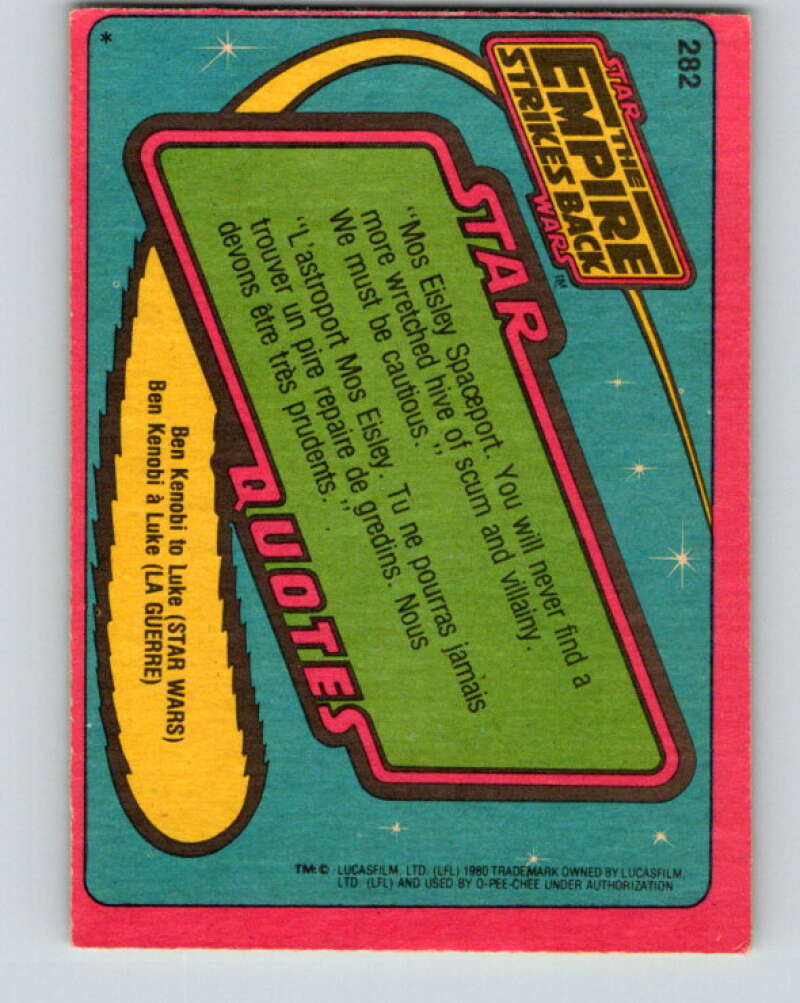 282
STAR
THE
EMPIRE
STRIKES BACK
WARS™
STAR
"Mos Eisley Spaceport. You will never find a
more wretched hive of scum and villainy.
We must be cautious."
"L'astroport Mos Eisley. Tu ne pourras jamais
trouver un pire repaire de gredins. Nous
devons être très prudents."
QUOTES
Ben Kenobi to Luke (STAR WARS)
Ben Kenobi à Luke (LA GUERRE)
*
TM: © LUCASFILM, LTD. (LFL) 1980 TRADEMARK OWNED BY LUCASFILM,
LTD. (LFL) AND USED BY O-PEE-CHEE UNDER AUTHORIZATION